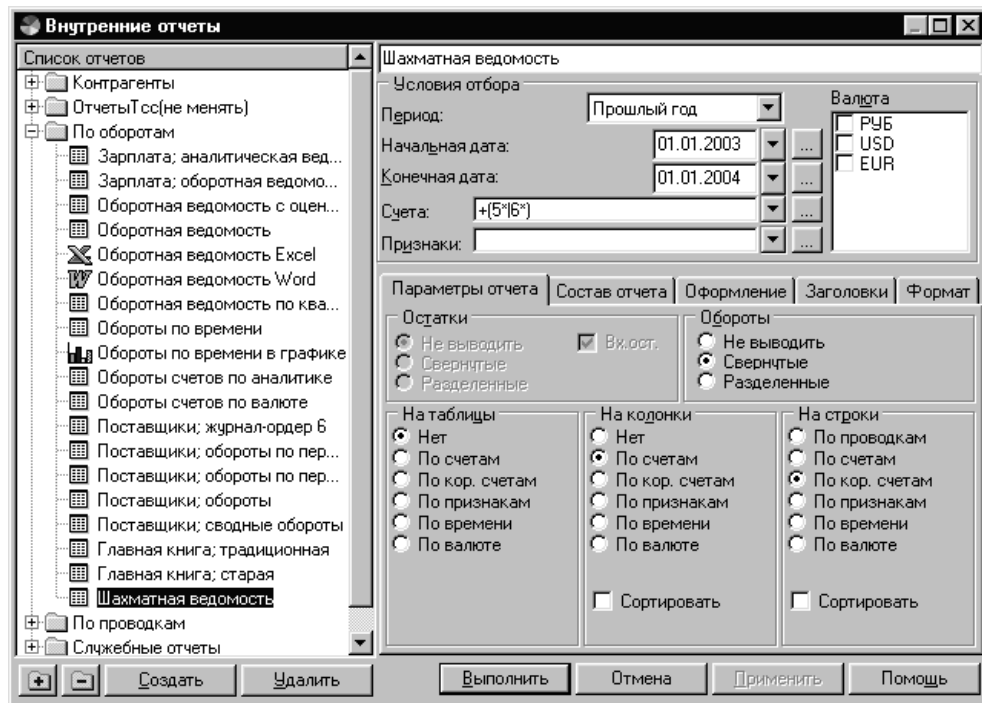 Внутренние отчеты
Список отчетов
Контрагенты
ОтчетыТсс(не менять)
По оборотам
Зарплата; аналитическая вед...
Зарплата; оборотная ведомо...
Оборотная ведомость с оцен...
Оборотная ведомость
Оборотная ведомость Excel
Оборотная ведомость Word
Оборотная ведомость по ква...
Обороты по времени
Обороты по времени в графике
Обороты счетов по аналитике
Обороты счетов по валюте
Поставщики; журнал-ордер 6
Поставщики; обороты по пер...
Поставщики; обороты по пер...
Поставщики; обороты
Поставщики; сводные обороты
Главная книга; традиционная
Главная книга; старая
Шахматная ведомость
По проводкам
Служебные отчеты
Создать Удалить
Шахматная ведомость
Условия отбора
Период: Прошлый год
Начальная дата: 01.01.2003 ...
Конечная дата: 01.01.2004 ...
Счета: +(5*|6*) ...
Признаки: ...
Валюта
РУБ
USD
EUR
Параметры отчета Состав отчета Оформление Заголовки Формат
Остатки
Не выводить Вх.ост.
Свернутые
Разделенные
Обороты
Не выводить
Свернутые
Разделенные
На таблицы
Нет
По счетам
По кор. счетам
По признакам
По времени
По валюте
На колонки
Нет
По счетам
По кор. счетам
По признакам
По времени
По валюте
Сортировать
На строки
По проводкам
По счетам
По кор. счетам
По признакам
По времени
По валюте
Сортировать
Выполнить Отмена Применить Помощь